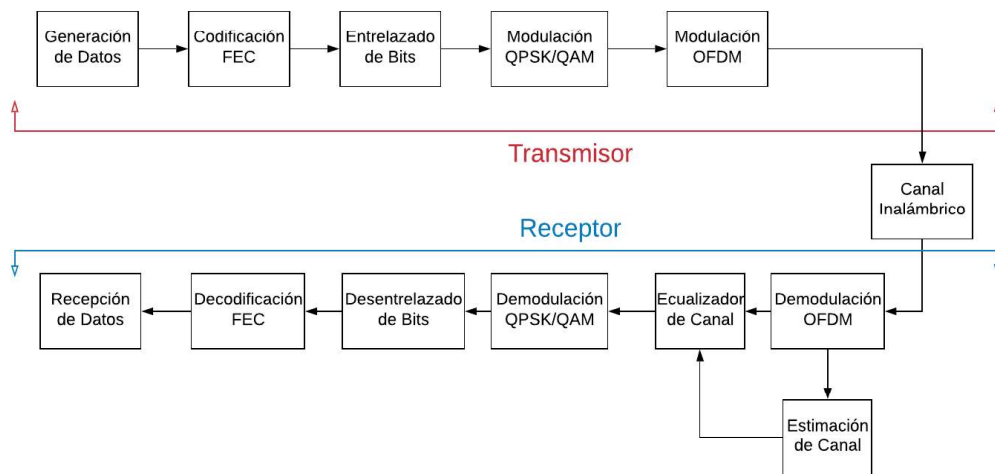 Generación
de Datos
Codificación
FEC
Entrelazado
de Bits
Modulación
QPSK/QAM
Modulación
OFDM
Transmisor
Canal
Inalámbrico
Receptor
Recepción
de Datos
Decodificación
FEC
Desentrelazado
de Bits
Demodulación
QPSK/QAM
Ecualizador
de Canal
Demodulación
OFDM
Estimación
de Canal